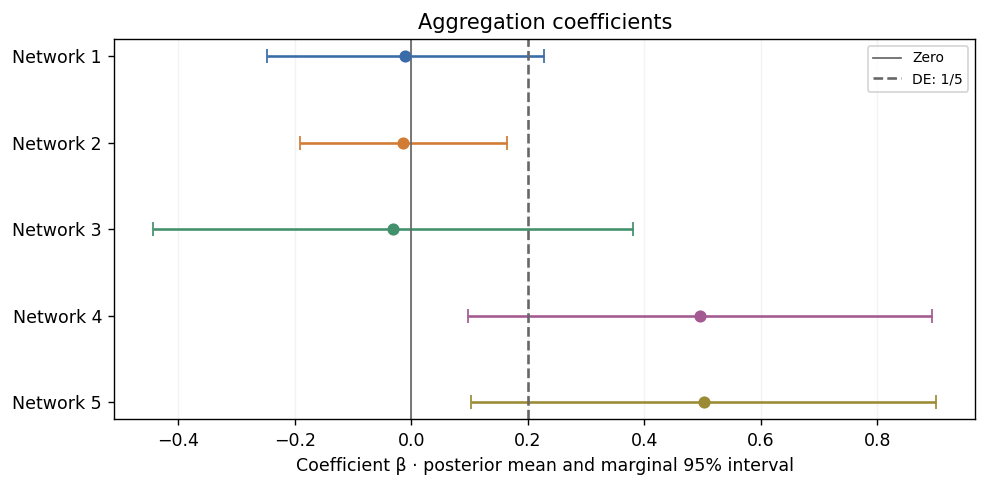 Aggregation coefficients
Network 1
Network 2
Network 3
Network 4
Network 5
Zero
DE: 1/5
−0.4
−0.2
0.0
0.2
0.4
0.6
0.8
Coefficient β · posterior mean and marginal 95% interval